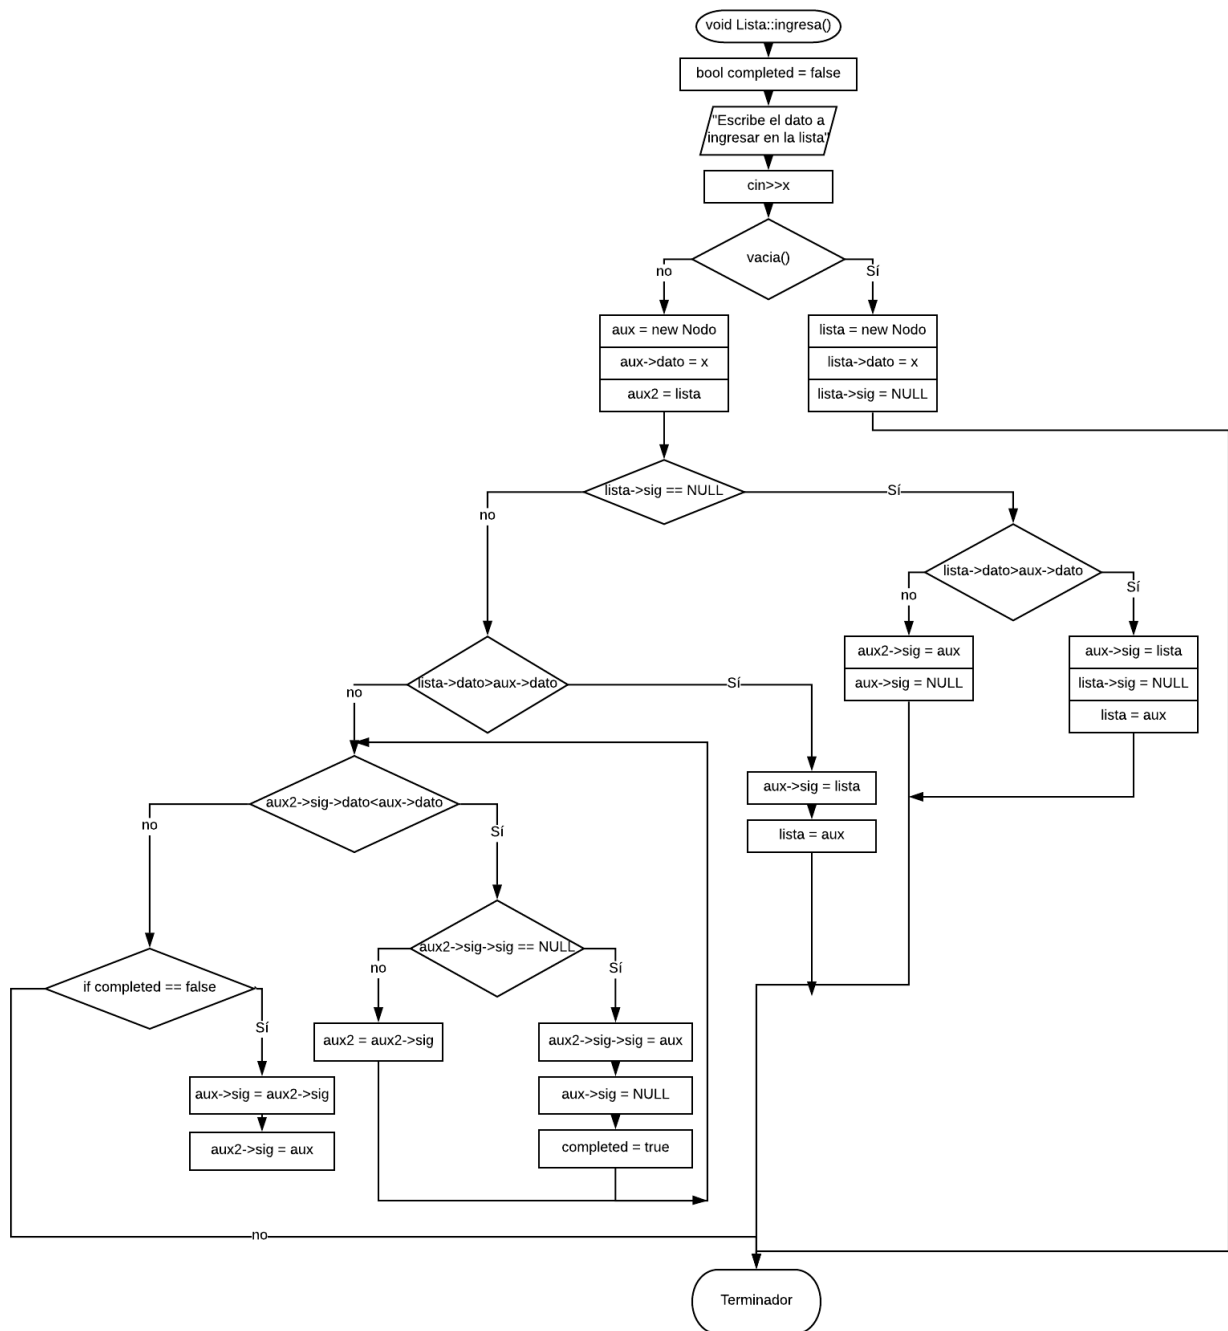 void Lista::ingresa()
bool completed = false
"Escribe el dato a
ingresar en la lista"
cin>>x
vacia()
no
Sí
aux = new Nodo
aux->dato = x
aux2 = lista
lista = new Nodo
lista->dato = x
lista->sig = NULL
lista->sig == NULL
no
Sí
lista->dato>aux->dato
no
Sí
aux2->sig = aux
aux->sig = NULL
aux->sig = lista
lista->sig = NULL
lista = aux
lista->dato>aux->dato
no
Sí
aux->sig = lista
lista = aux
aux2->sig->dato<aux->dato
no
Sí
aux2->sig->sig == NULL
no
Sí
if completed == false
Sí
aux2 = aux2->sig
aux2->sig->sig = aux
aux->sig = NULL
completed = true
aux->sig = aux2->sig
aux2->sig = aux
no
Terminador